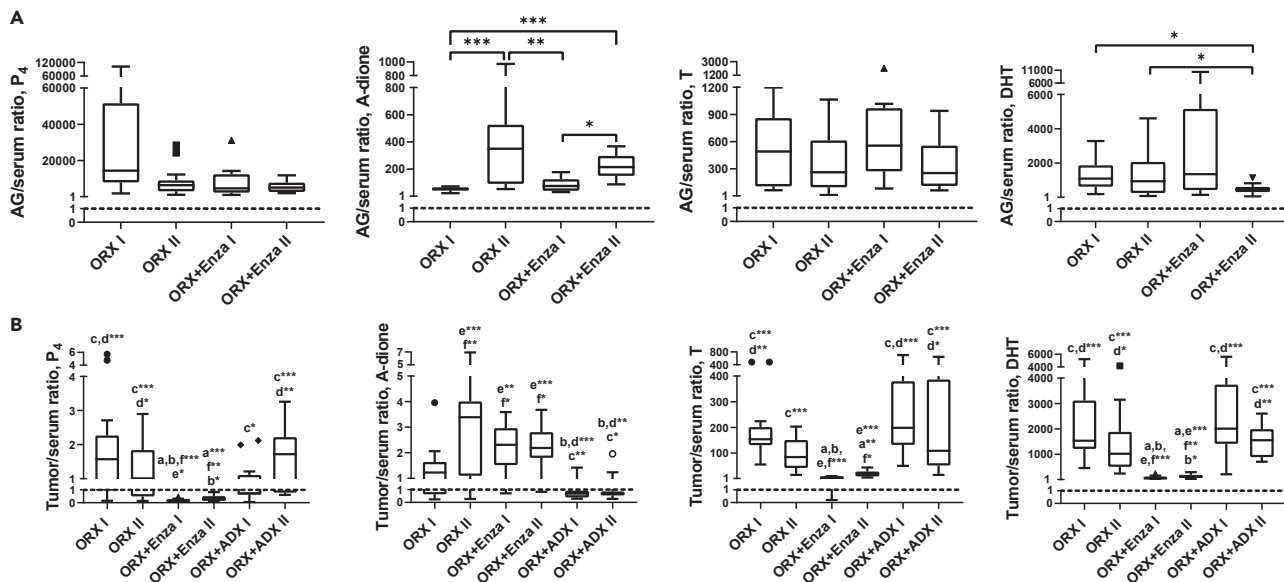 A
AG/serum ratio, P4
120000
60000
60000
20000
1
1
0
ORX I
ORX II
ORX+Enza I
ORX+Enza II
AG/serum ratio, A-dione
***
***
**
*
1000
800
600
400
200
1
1
0
ORX I
ORX II
ORX+Enza I
ORX+Enza II
AG/serum ratio, T
3000
1200
900
600
300
1
1
0
ORX I
ORX II
ORX+Enza I
ORX+Enza II
AG/serum ratio, DHT
*
*
11000
6000
2000
1
1
0
ORX I
ORX II
ORX+Enza I
ORX+Enza II
B
Tumor/serum ratio, P4
6
4
3
2
1
1
0
c,d***
c***
d*
a,b,f***
e*
a***
f**
b*
c*
c***
d**
ORX I
ORX II
ORX+Enza I
ORX+Enza II
ORX+ADX I
ORX+ADX II
Tumor/serum ratio, A-dione
7
5
4
3
2
1
1
0
e***
f**
e**
f*
e***
f*
b,d***
c**
b,d**
c*
ORX I
ORX II
ORX+Enza I
ORX+Enza II
ORX+ADX I
ORX+ADX II
Tumor/serum ratio, T
800
400
200
100
1
1
0
c***
d**
c***
a,b,
e,f***
e***
a**
f*
c,d***
c***
d*
ORX I
ORX II
ORX+Enza I
ORX+Enza II
ORX+ADX I
ORX+ADX II
Tumor/serum ratio, DHT
6000
4000
3000
2000
1000
1
1
0
c,d***
c***
d*
a,b,
e,f***
a,e***
f**
b*
c,d***
c***
d**
ORX I
ORX II
ORX+Enza I
ORX+Enza II
ORX+ADX I
ORX+ADX II